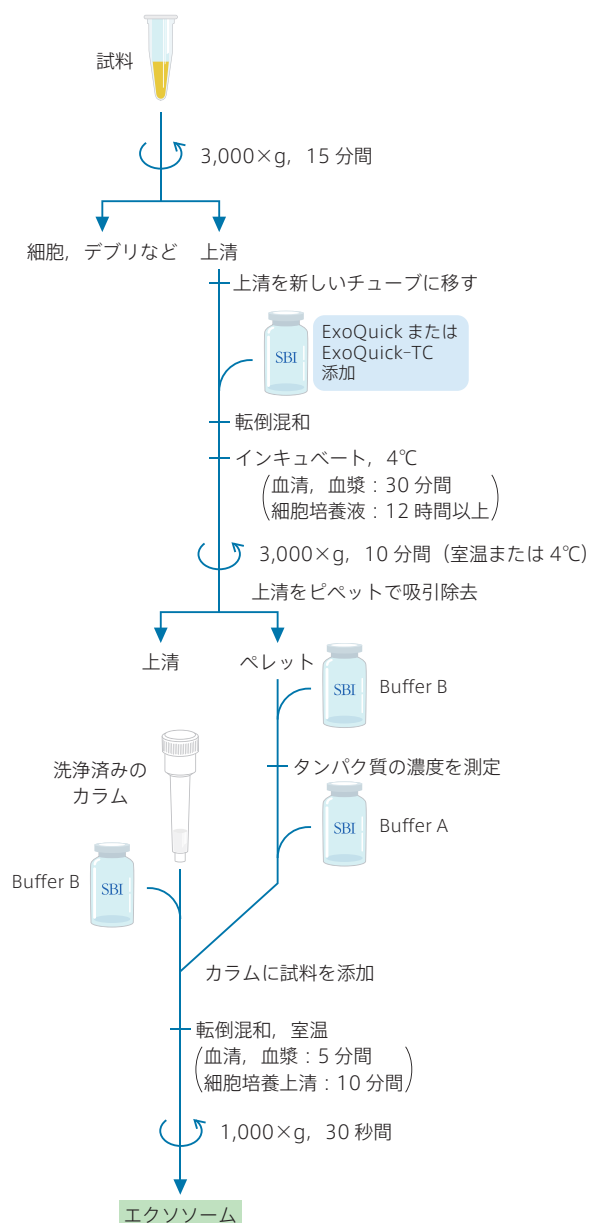 試料
3,000×g，15 分間
細胞，デブリなど
上清
上清を新しいチューブに移す
SBI
ExoQuick または
ExoQuick-TC
添加
転倒混和
インキュベート，4℃
(血清，血漿：30 分間
細胞培養液：12 時間以上)
3,000×g，10 分間（室温または 4℃）
上清をピペットで吸引除去
上清
ペレット
SBI
Buffer B
洗浄済みの
カラム
タンパク質の濃度を測定
SBI
Buffer A
Buffer B
SBI
カラムに試料を添加
転倒混和，室温
(血清，血漿：5 分間
細胞培養上清：10 分間)
1,000×g，30 秒間
エクソソーム